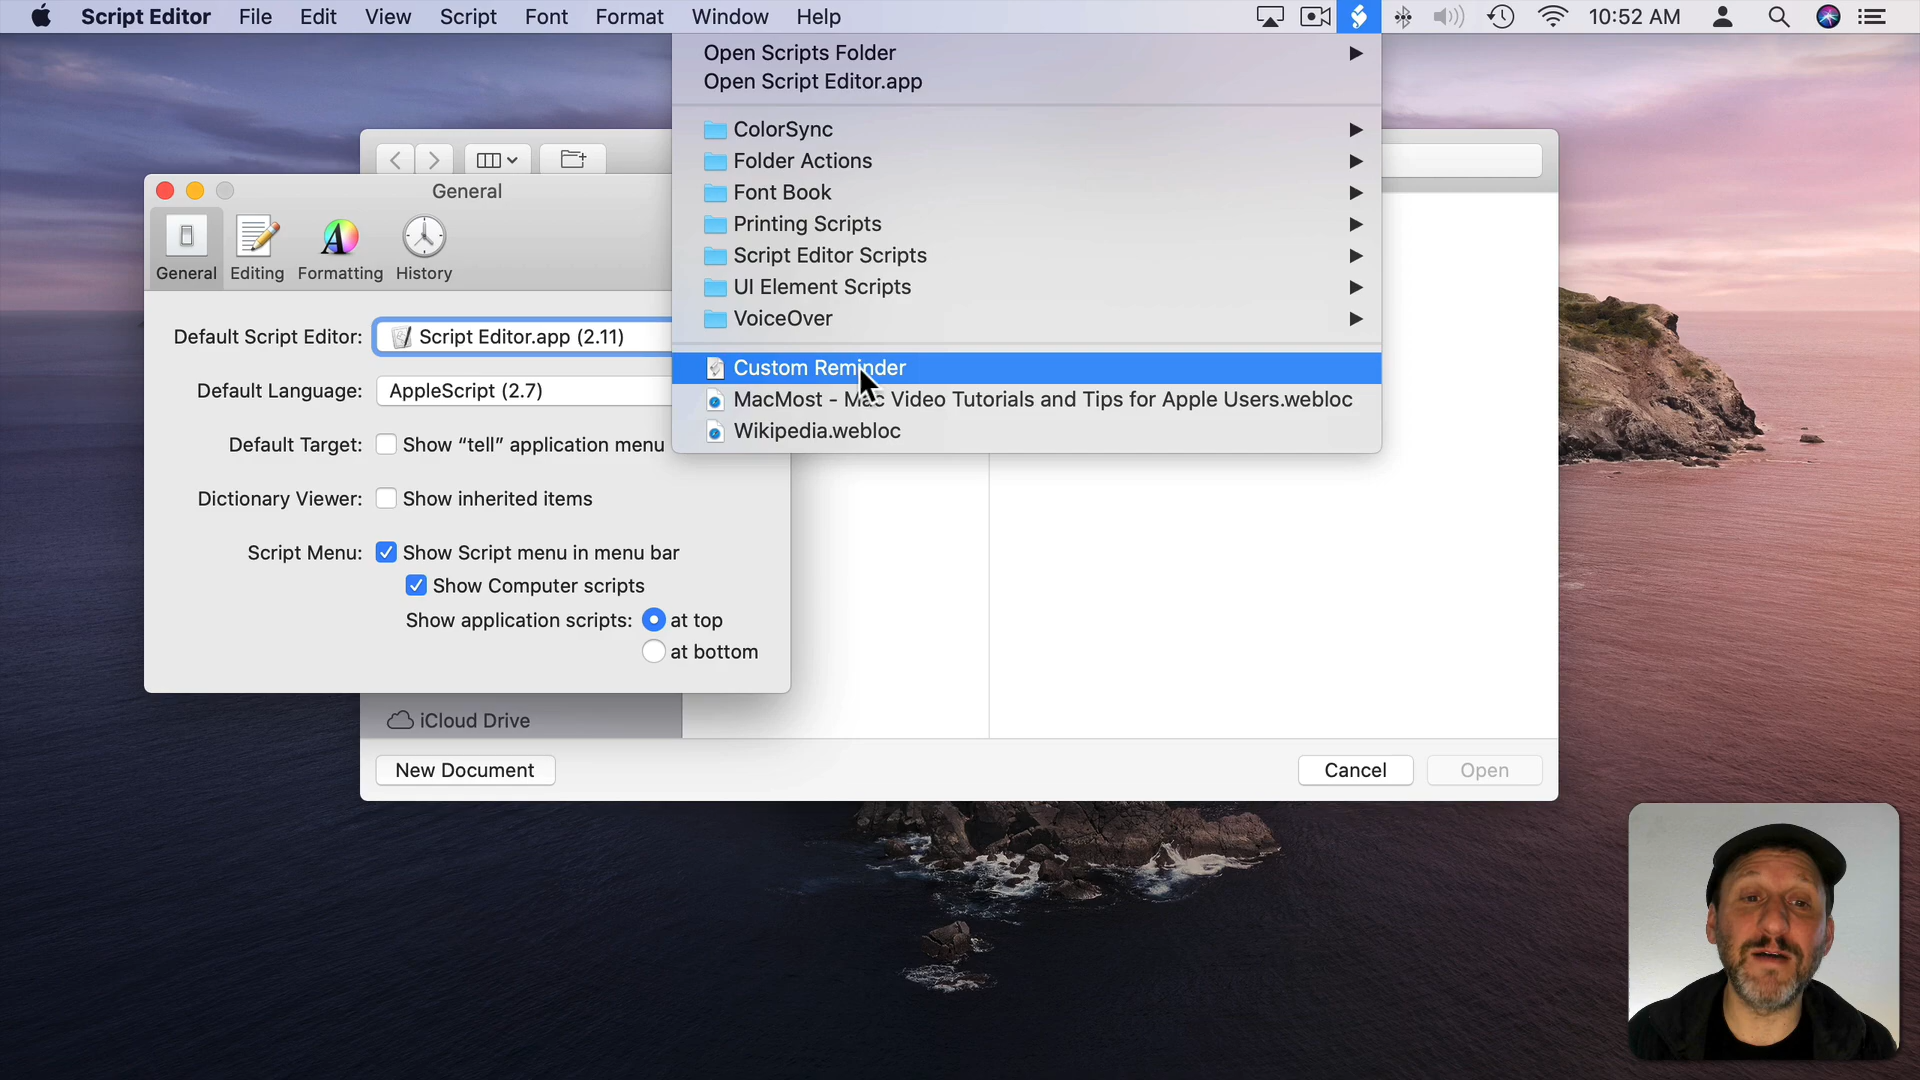 Script Editor File Edit View Script Font Format Window Help 10:52 AM
Open Scripts Folder
Open Script Editor.app
ColorSync
Folder Actions
Font Book
Printing Scripts
Script Editor Scripts
UI Element Scripts
VoiceOver
Custom Reminder
MacMost - Mac Video Tutorials and Tips for Apple Users.webloc
Wikipedia.webloc
General
General Editing Formatting History
Default Script Editor: Script Editor.app (2.11)
Default Language: AppleScript (2.7)
Default Target: Show “tell” application menu
Dictionary Viewer: Show inherited items
Script Menu: Show Script menu in menu bar
Show Computer scripts
Show application scripts: at top
at bottom
iCloud Drive
New Document Cancel Open